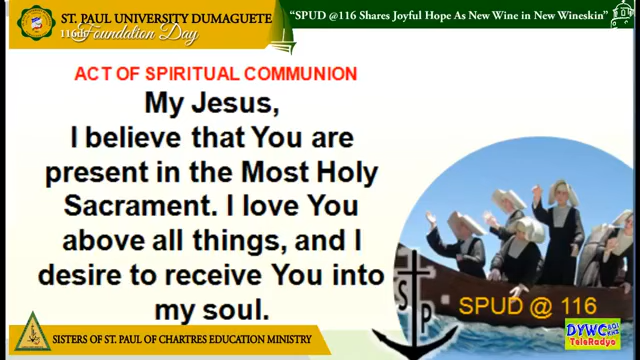 ST. PAUL UNIVERSITY DUMAGUETE
116th Foundation Day
"SPUD @116 Shares Joyful Hope As New Wine in New Wineskin"
ACT OF SPIRITUAL COMMUNION
My Jesus,
I believe that You are
present in the Most Holy
Sacrament. I love You
above all things, and I
desire to receive You into
my soul.
S P
SPUD @ 116
SISTERS OF ST. PAUL OF CHARTRES EDUCATION MINISTRY
DYWC
TeleRadyo